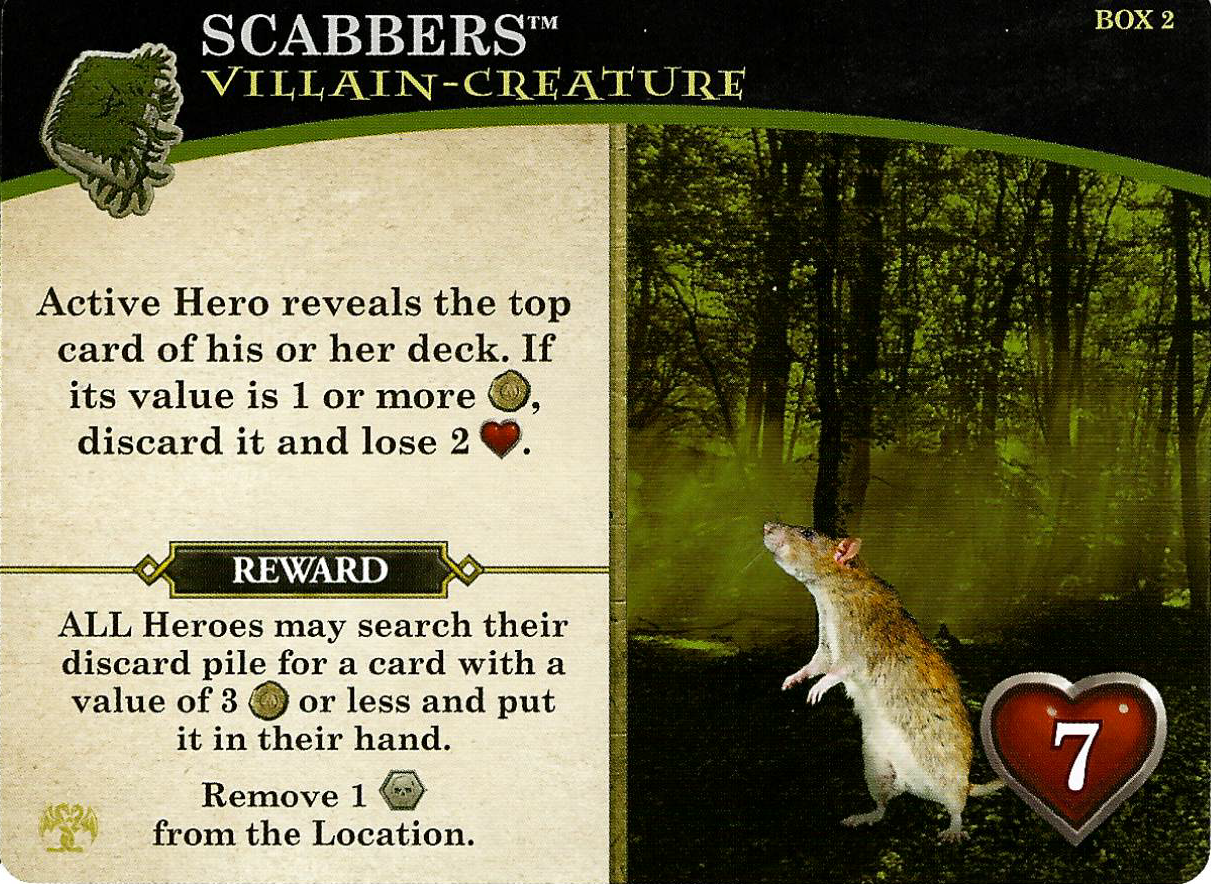 SCABBERS™
VILLAIN-CREATURE
BOX 2
Active Hero reveals the top
card of his or her deck. If
its value is 1 or more ,
discard it and lose 2 .
REWARD
ALL Heroes may search their
discard pile for a card with a
value of 3 or less and put
it in their hand.
Remove 1
from the Location.
7